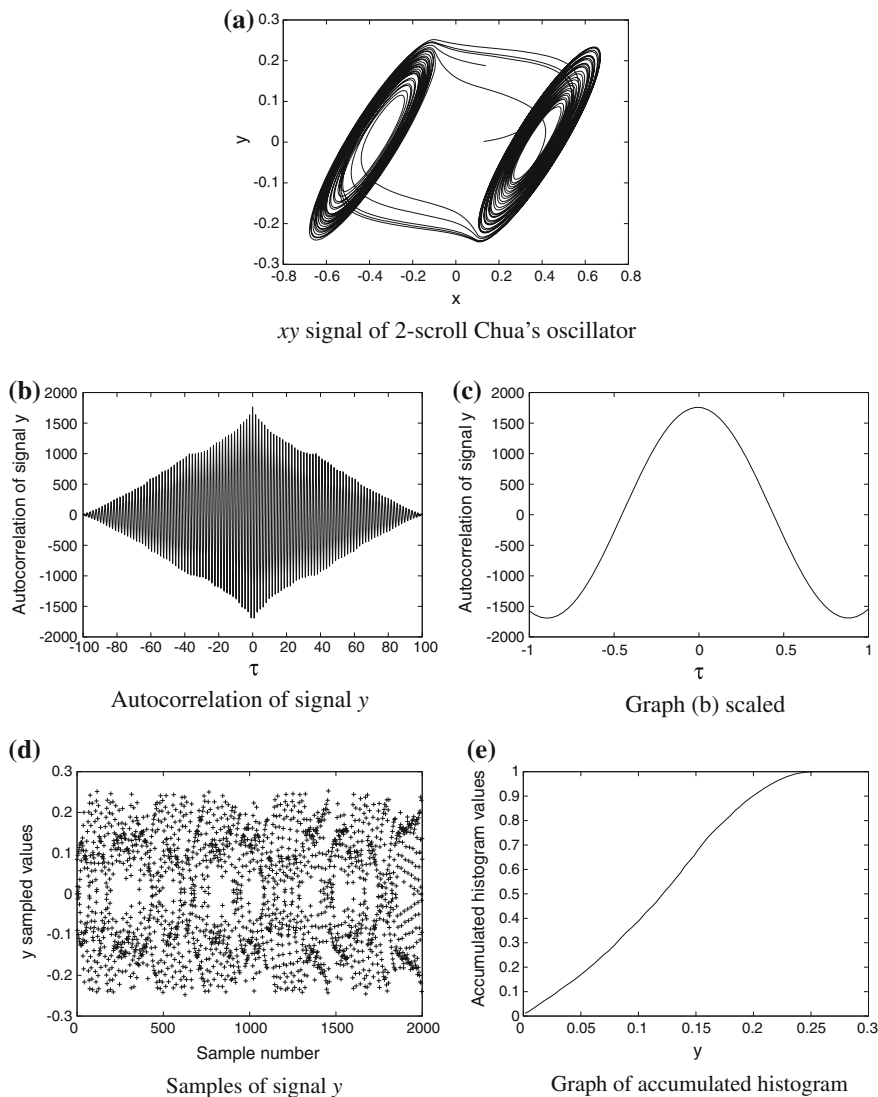 (a)
0.3
0.2
0.1
0
-0.1
-0.2
-0.3
y
-0.8 -0.6 -0.4 -0.2 0 0.2 0.4 0.6 0.8
x
xy signal of 2-scroll Chua's oscillator
(b)
2000
1500
1000
500
0
-500
-1000
-1500
-2000
Autocorrelation of signal y
-100 -80 -60 -40 -20 0 20 40 60 80 100
τ
Autocorrelation of signal y
(c)
2000
1500
1000
500
0
-500
-1000
-1500
-2000
Autocorrelation of signal y
-1 -0.5 0 0.5 1
τ
Graph (b) scaled
(d)
0.3
0.2
0.1
0
-0.1
-0.2
-0.3
y sampled values
0 500 1000 1500 2000
Sample number
Samples of signal y
(e)
1
0.9
0.8
0.7
0.6
0.5
0.4
0.3
0.2
0.1
0
Accumulated histogram values
0 0.05 0.1 0.15 0.2 0.25 0.3
y
Graph of accumulated histogram